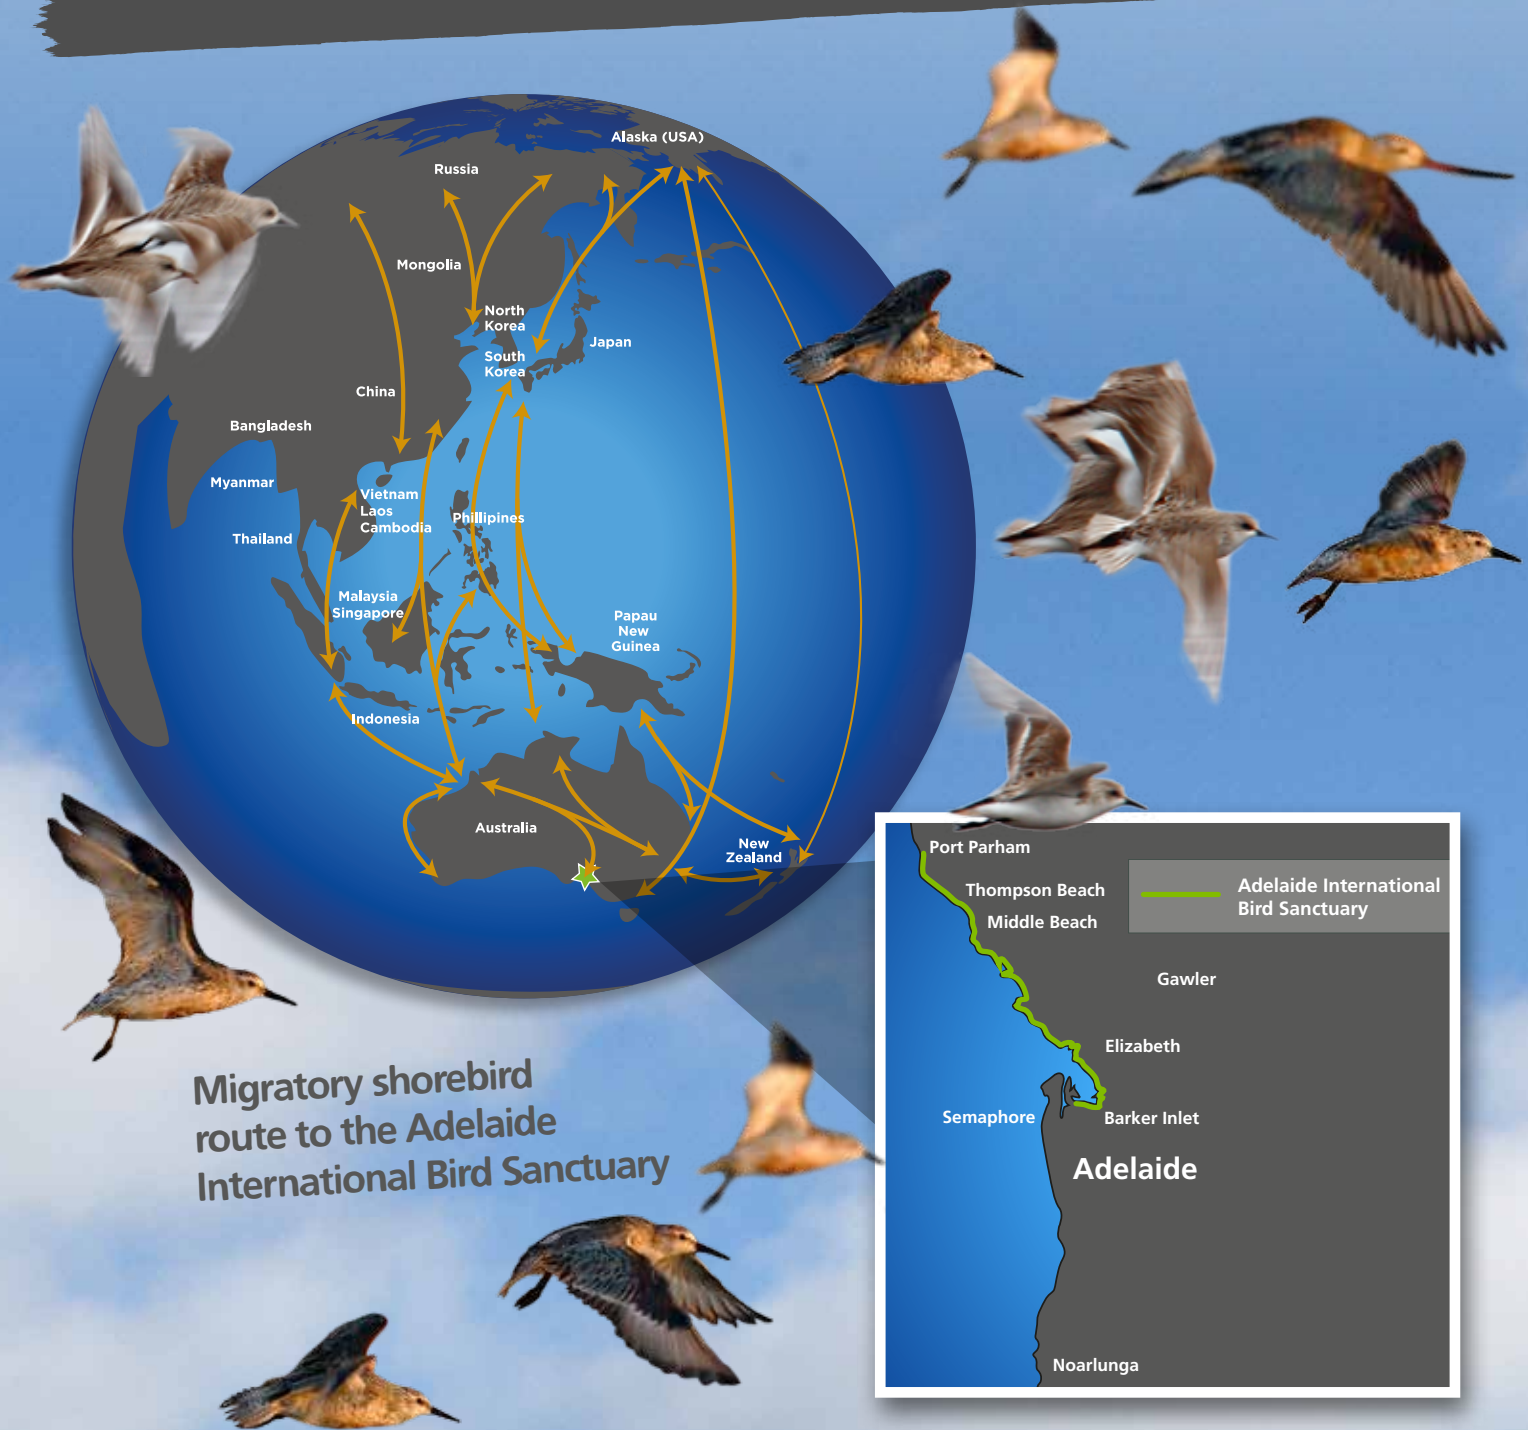 Alaska (USA)
Russia
Mongolia
North
Korea
South
Korea
Japan
China
Bangladesh
Myanmar
Vietnam
Laos
Cambodia
Phillipines
Thailand
Malaysia
Singapore
Papau
New
Guinea
Indonesia
Australia
New
Zealand
Migratory shorebird
route to the Adelaide
International Bird Sanctuary
Port Parham
Thompson Beach
Middle Beach
Adelaide International
Bird Sanctuary
Gawler
Elizabeth
Semaphore
Barker Inlet
Adelaide
Noarlunga